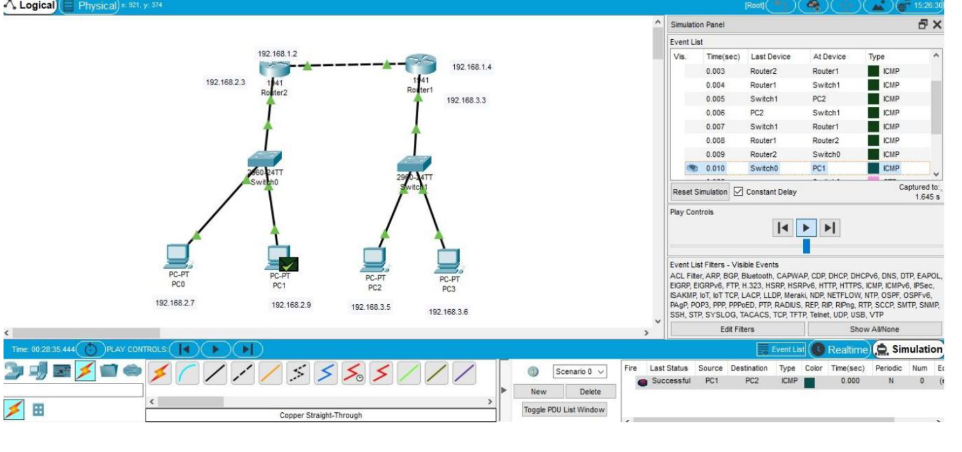 Logical Physical x: 921, y: 374 [Root] 15:26:30
192.168.1.2
192.168.2.3
1941
Router2
192.168.1.4
1941
Router1
192.168.3.3
2960-24TT
Switch0
2960-24TT
Switch1
PC-PT
PC0
PC-PT
PC1
PC-PT
PC2
PC-PT
PC3
192.168.2.7
192.168.2.9
192.168.3.5
192.168.3.6
Simulation Panel
Event List
Vis. Time(sec) Last Device At Device Type
0.003 Router2 Router1 ICMP
0.004 Router1 Switch1 ICMP
0.005 Switch1 PC2 ICMP
0.006 PC2 Switch1 ICMP
0.007 Switch1 Router1 ICMP
0.008 Router1 Router2 ICMP
0.009 Router2 Switch0 ICMP
0.010 Switch0 PC1 ICMP
Reset Simulation Constant Delay Captured to:
1.645 s
Play Controls
Event List Filters - Visible Events
ACL Filter, ARP, BGP, Bluetooth, CAPWAP, CDP, DHCP, DHCPv6, DNS, DTP, EAPOL,
EIGRP, EIGRPv6, FTP, H.323, HSRP, HSRPv6, HTTP, HTTPS, ICMP, ICMPv6, IPSec,
ISAKMP, IoT, IoT TCP, LACP, LLDP, Meraki, NDP, NETFLOW, NTP, OSPF, OSPFv6,
PAgP, POP3, PPP, PPPoED, PTP, RADIUS, REP, RIP, RIPng, RTP, SCCP, SMTP, SNMP,
SSH, STP, SYSLOG, TACACS, TCP, TFTP, Telnet, UDP, USB, VTP
Edit Filters Show All/None
Time: 00:28:35.444 PLAY CONTROLS: Event List Realtime Simulation
Copper Straight-Through
Scenario 0
New Delete
Toggle PDU List Window
Fire Last Status Source Destination Type Color Time(sec) Periodic Num
Successful PC1 PC2 ICMP 0.000 N 0